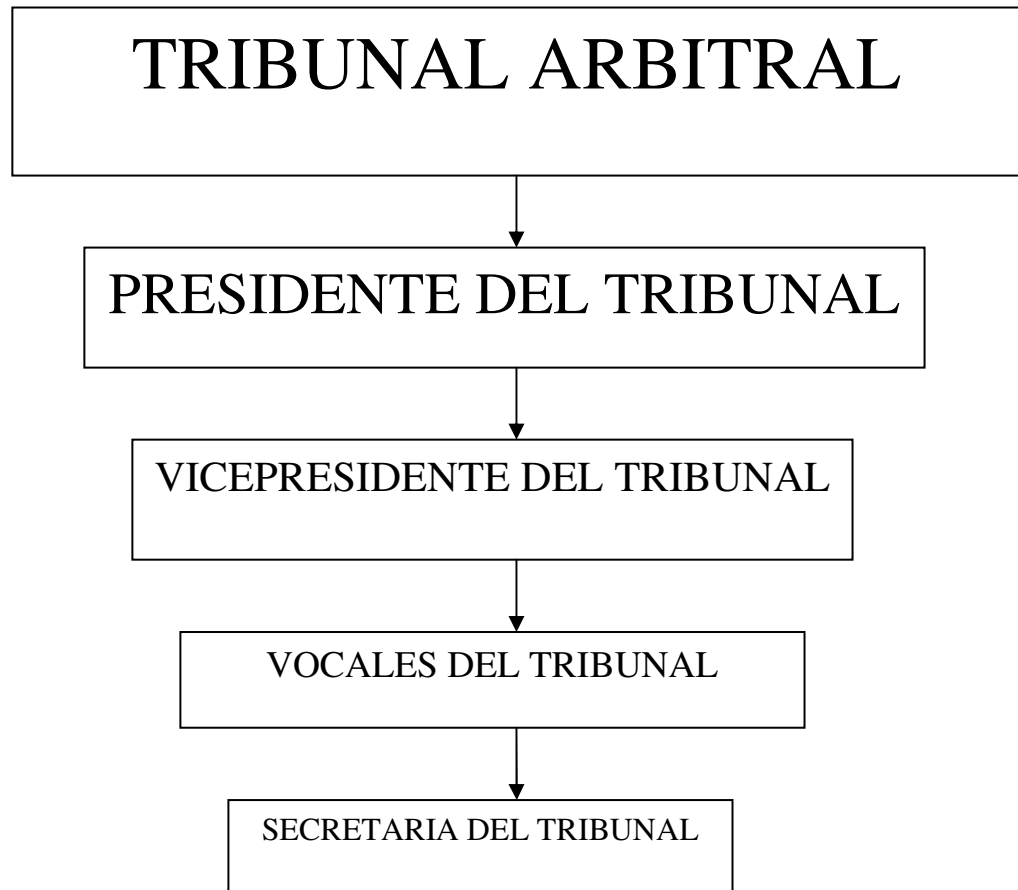 TRIBUNAL ARBITRAL
PRESIDENTE DEL TRIBUNAL
VICEPRESIDENTE DEL TRIBUNAL
VOCALES DEL TRIBUNAL
SECRETARIA DEL TRIBUNAL